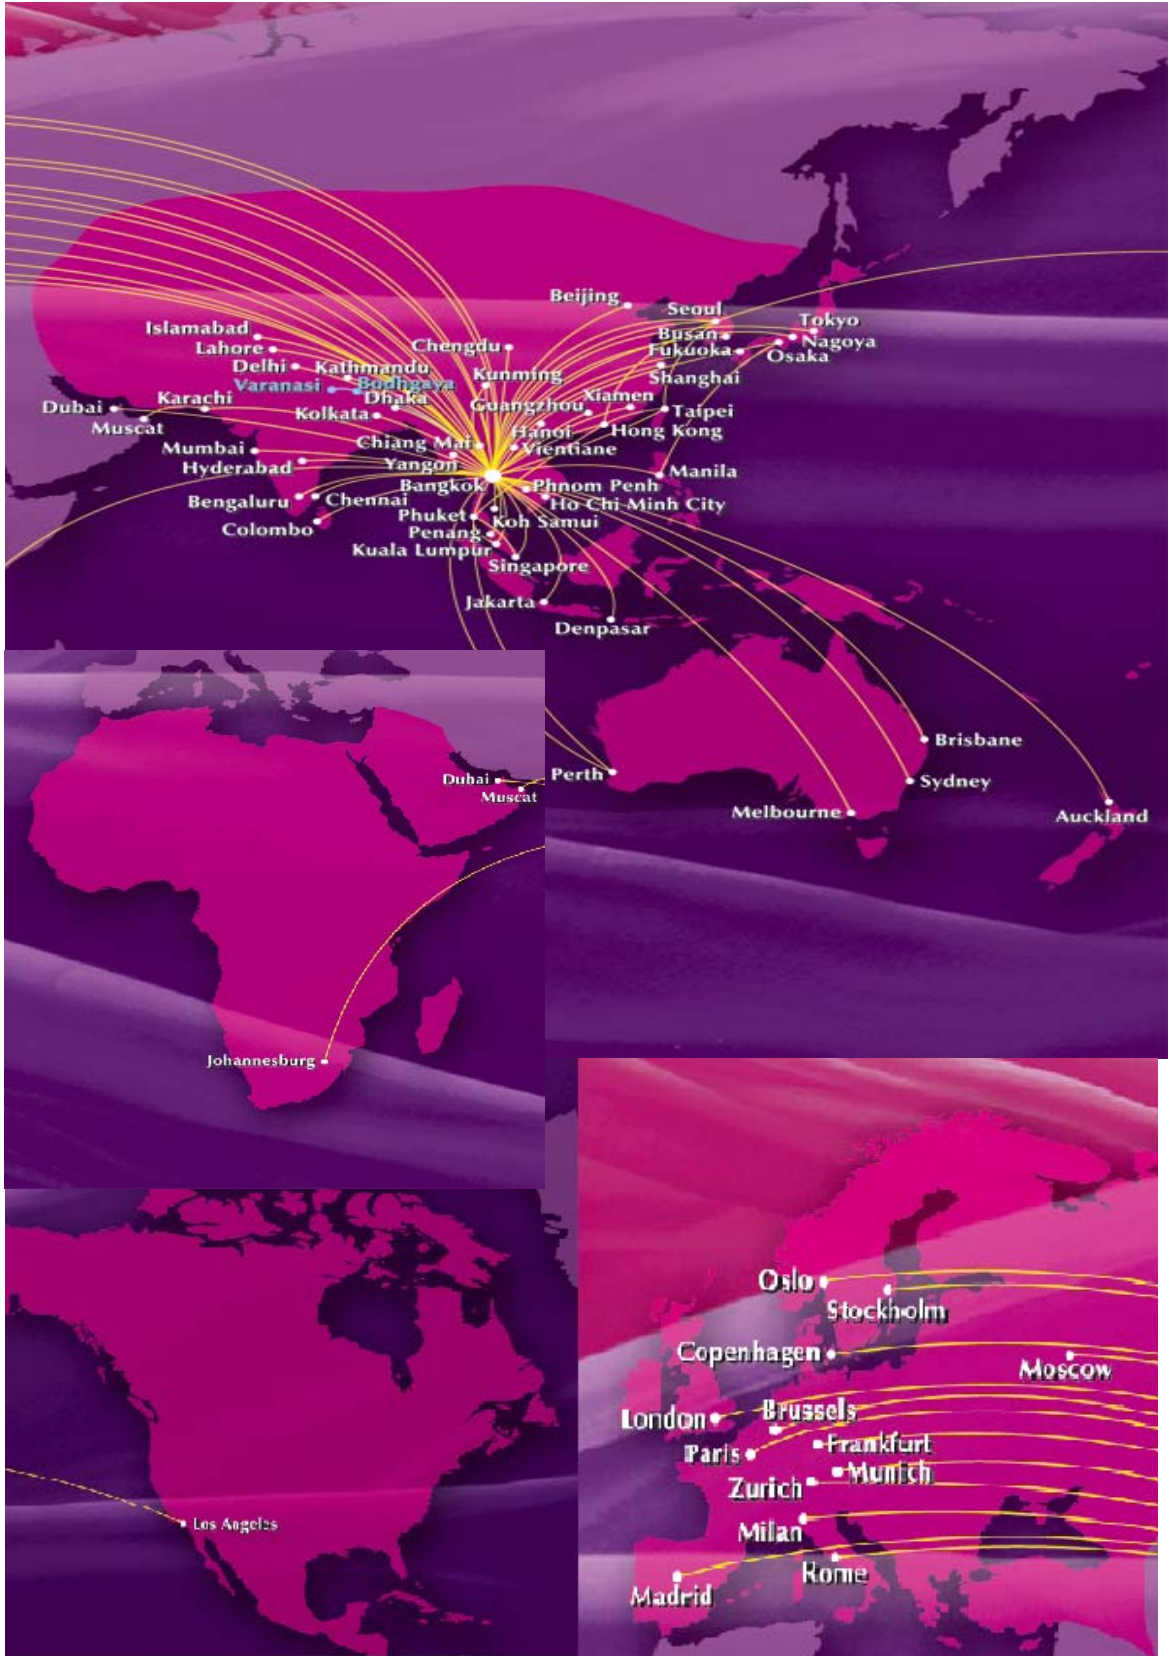 Beijing
Seoul
Tokyo
Islamabad
Busan
Nagoya
Lahore
Chengdu
Fukuoka
Osaka
Delhi
Kathmandu
Kunming
Shanghai
Varanasi
Bodhgaya
Karachi
Dhaka
Guangzhou
Xiamen
Dubai
Kolkata
Taipei
Muscat
Hanoi
Hong Kong
Mumbai
Chiang Mai
Vientiane
Hyderabad
Yangon
Manila
Bangkok
Phnom Penh
Bengaluru
Chennai
Ho Chi Minh City
Colombo
Phuket
Koh Samui
Penang
Kuala Lumpur
Singapore
Jakarta
Denpasar
Brisbane
Perth
Sydney
Melbourne
Auckland
Dubai
Muscat
Johannesburg
Oslo
Stockholm
Copenhagen
Moscow
London
Brussels
Paris
Frankfurt
Munich
Zurich
Milan
Rome
Madrid
Los Angeles